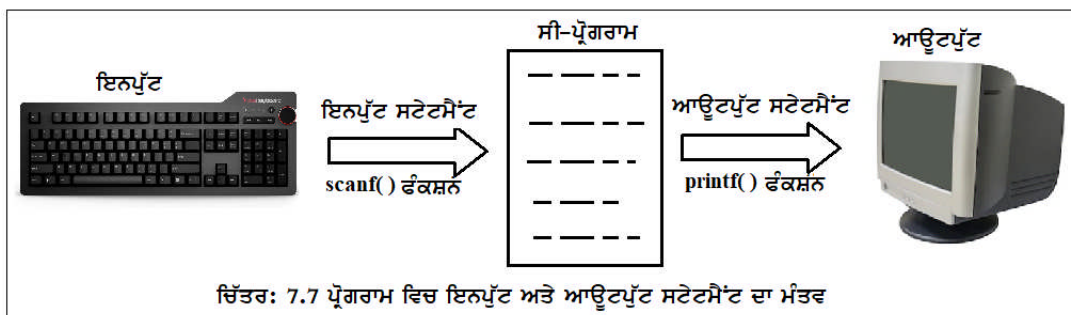 ਸੀ-ਪ੍ਰੋਗਰਾਮ
ਆਊਟਪੁੱਟ
ਇਨਪੁੱਟ
ਇਨਪੁੱਟ ਸਟੇਟਮੈਂਟ
scanf( ) ਫੰਕਸ਼ਨ
ਆਊਟਪੁੱਟ ਸਟੇਟਮੈਂਟ
printf( ) ਫੰਕਸ਼ਨ
ਚਿੱਤਰ: 7.7 ਪ੍ਰੋਗਰਾਮ ਵਿਚ ਇਨਪੁੱਟ ਅਤੇ ਆਊਟਪੁੱਟ ਸਟੇਟਮੈਂਟ ਦਾ ਮੰਤਵ